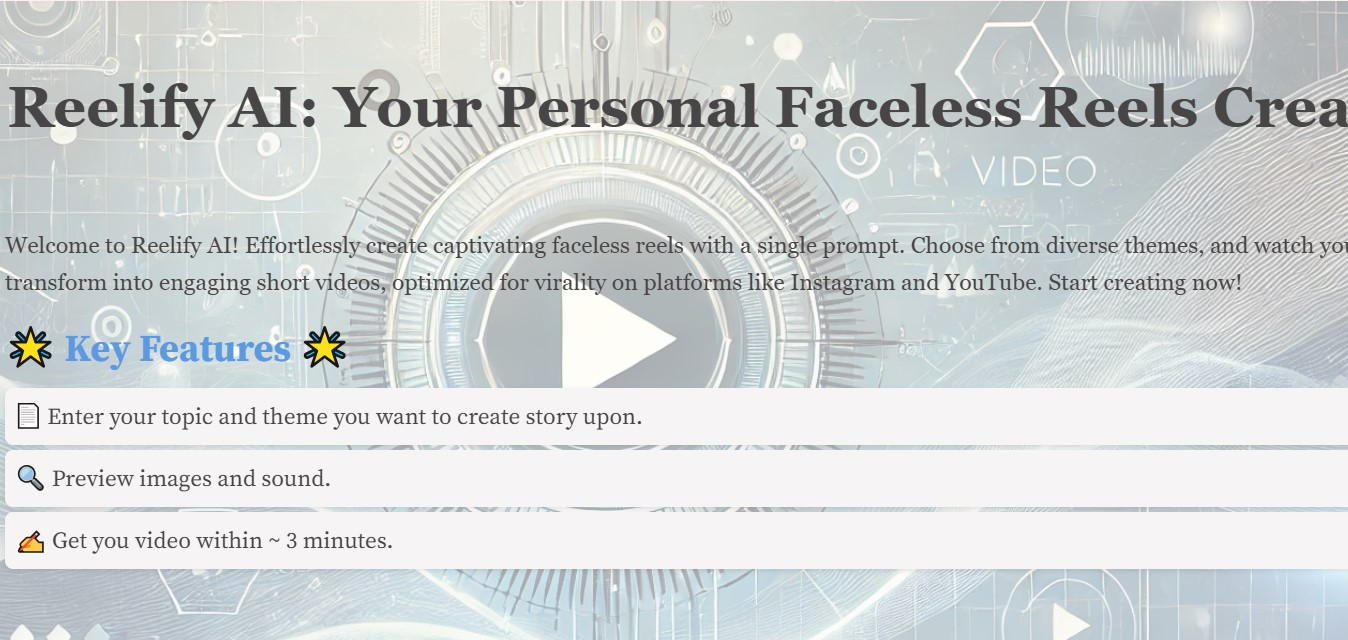 Reelify AI: Your Personal Faceless Reels Crea
VIDEO
Welcome to Reelify AI! Effortlessly create captivating faceless reels with a single prompt. Choose from diverse themes, and watch you
transform into engaging short videos, optimized for virality on platforms like Instagram and YouTube. Start creating now!
🌟 Key Features 🌟
📄 Enter your topic and theme you want to create story upon.
🔍 Preview images and sound.
✍️ Get you video within ~ 3 minutes.